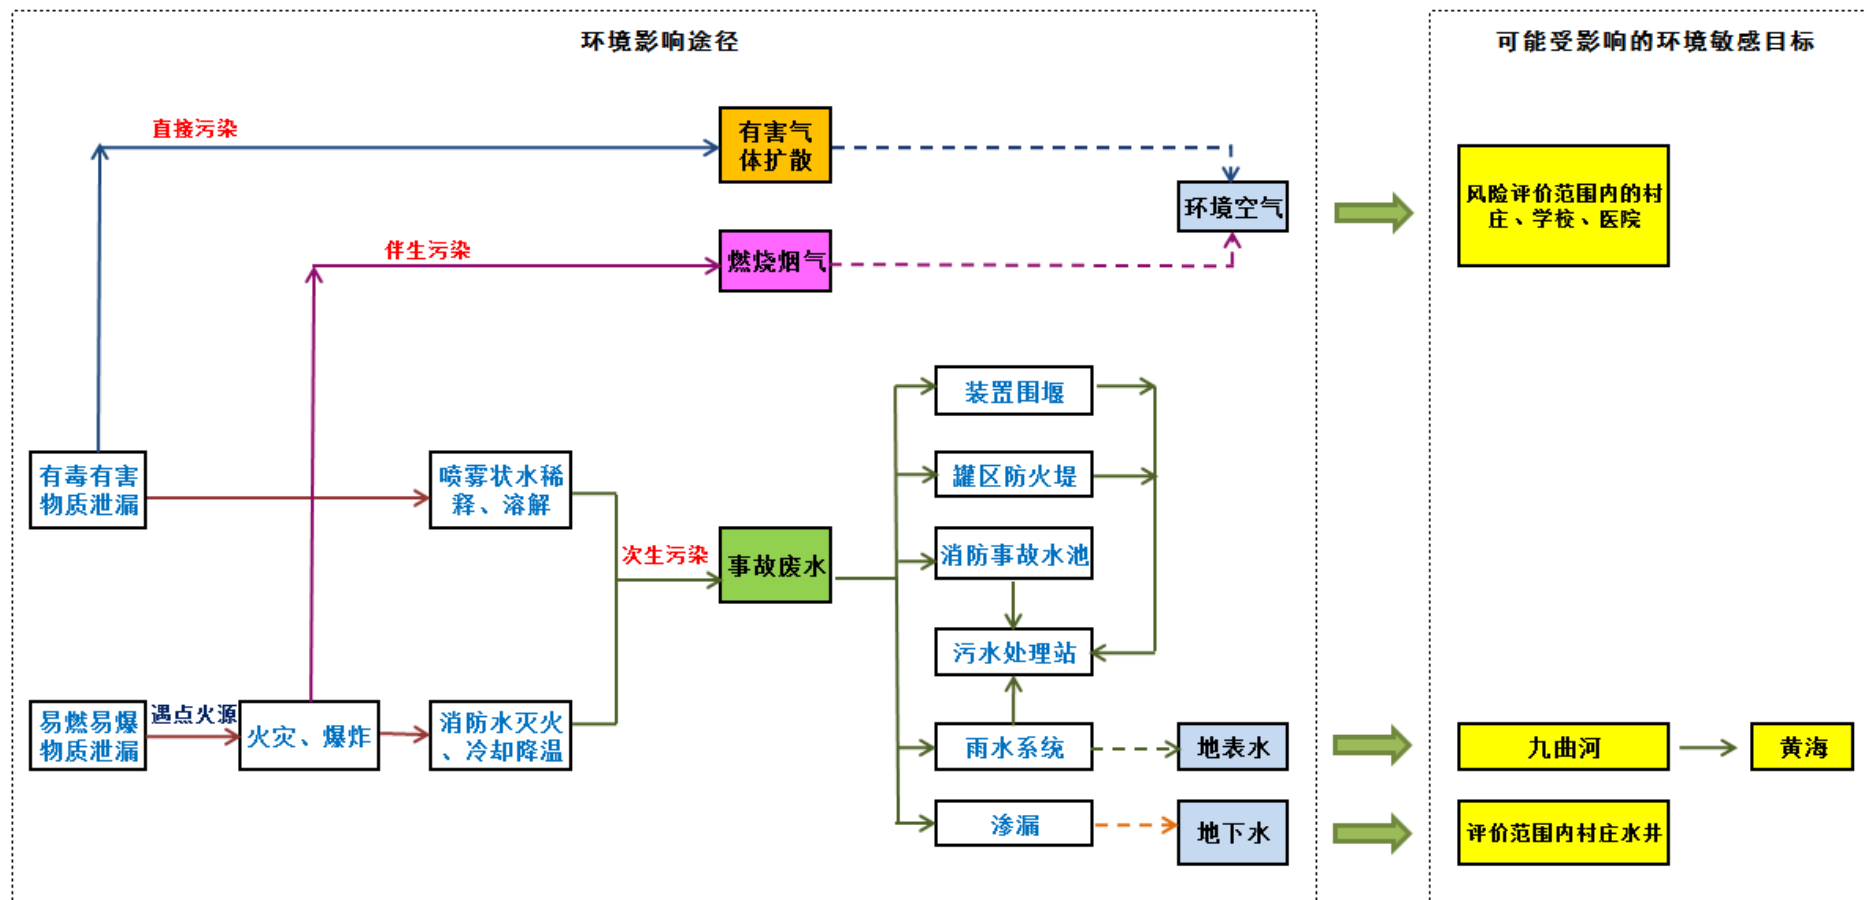 环境影响途径
可能受影响的环境敏感目标
直接污染
有害气
体扩散
环境空气
风险评价范围内的村
庄、学校、医院
伴生污染
燃烧烟气
装置围堰
有毒有害
物质泄漏
喷雾状水稀
释、溶解
罐区防火堤
次生污染
事故废水
消防事故水池
污水处理站
易燃易爆
物质泄漏
遇点火源
火灾、爆炸
消防水灭火
、冷却降温
雨水系统
地表水
九曲河
黄海
渗漏
地下水
评价范围内村庄水井